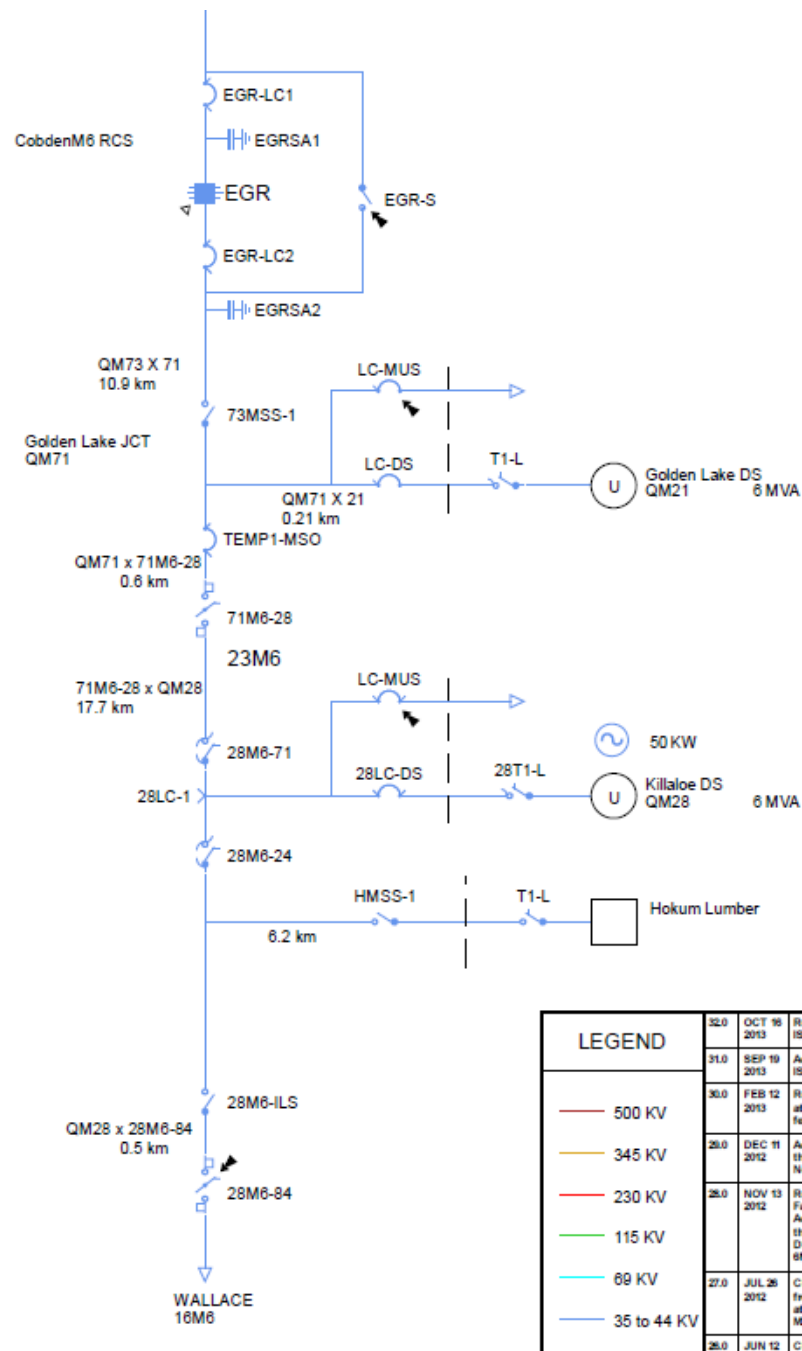 EGR-LC1
CobdenM6 RCS
EGRSA1
EGR
EGR-S
EGR-LC2
EGRSA2
QM73 X 71
10.9 km
LC-MUS
73MSS-1
Golden Lake JCT
QM71
LC-DS
T1-L
U
Golden Lake DS
QM21 6 MVA
QM71 X 21
0.21 km
TEMP1-MSO
QM71 x 71M6-28
0.6 km
71M6-28
23M6
71M6-28 x QM28
17.7 km
LC-MUS
50 KW
28M6-71
28LC-1
28LC-DS
28T1-L
U
Killaloe DS
QM28 6 MVA
28M6-24
HMSS-1
T1-L
Hokum Lumber
6.2 km
28M6-ILS
QM28 x 28M6-84
0.5 km
28M6-84
WALLACE
16M6
LEGEND
500 KV
345 KV
230 KV
115 KV
69 KV
35 to 44 KV
32.0 OCT 16
2013
31.0 SEP 19
2013
30.0 FEB 12
2013
29.0 DEC 11
2012
28.0 NOV 13
2012
27.0 JUL 26
2012
26.0 JUN 12